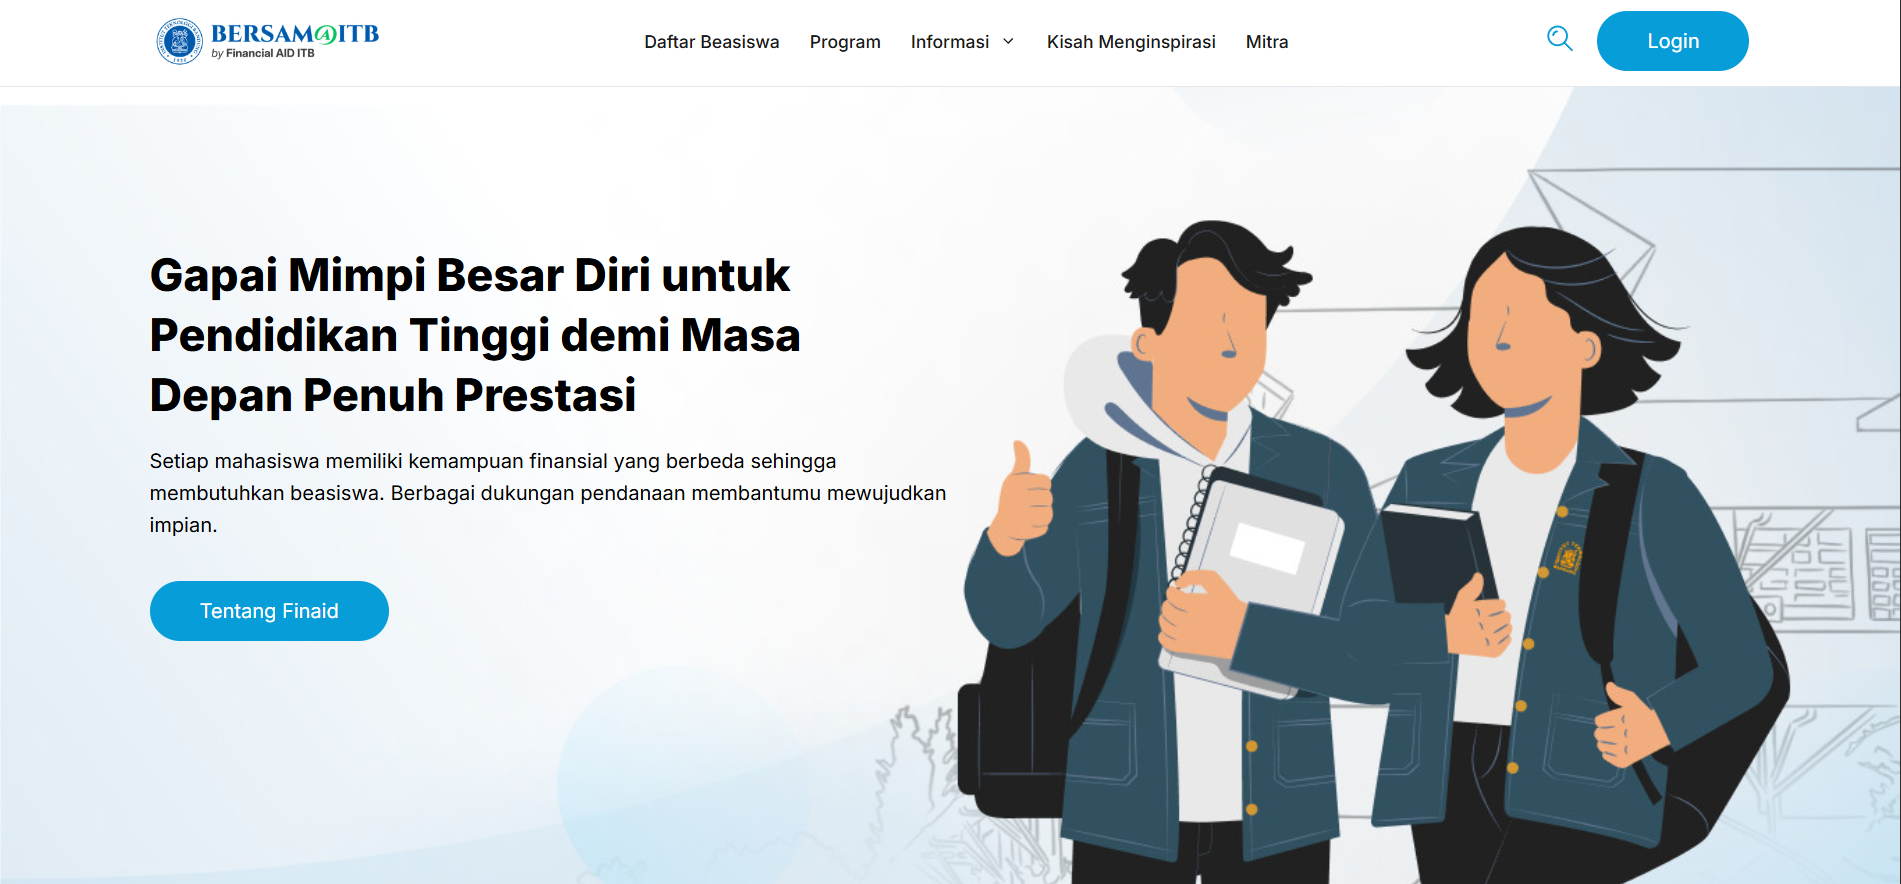 BERSAM@ITB
by Financial AID ITB
Daftar Beasiswa
Program
Informasi
Kisah Menginspirasi
Mitra
Login
Gapai Mimpi Besar Diri untuk
Pendidikan Tinggi demi Masa
Depan Penuh Prestasi
Setiap mahasiswa memiliki kemampuan finansial yang berbeda sehingga
membutuhkan beasiswa. Berbagai dukungan pendanaan membantumu mewujudkan
impian.
Tentang Finaid